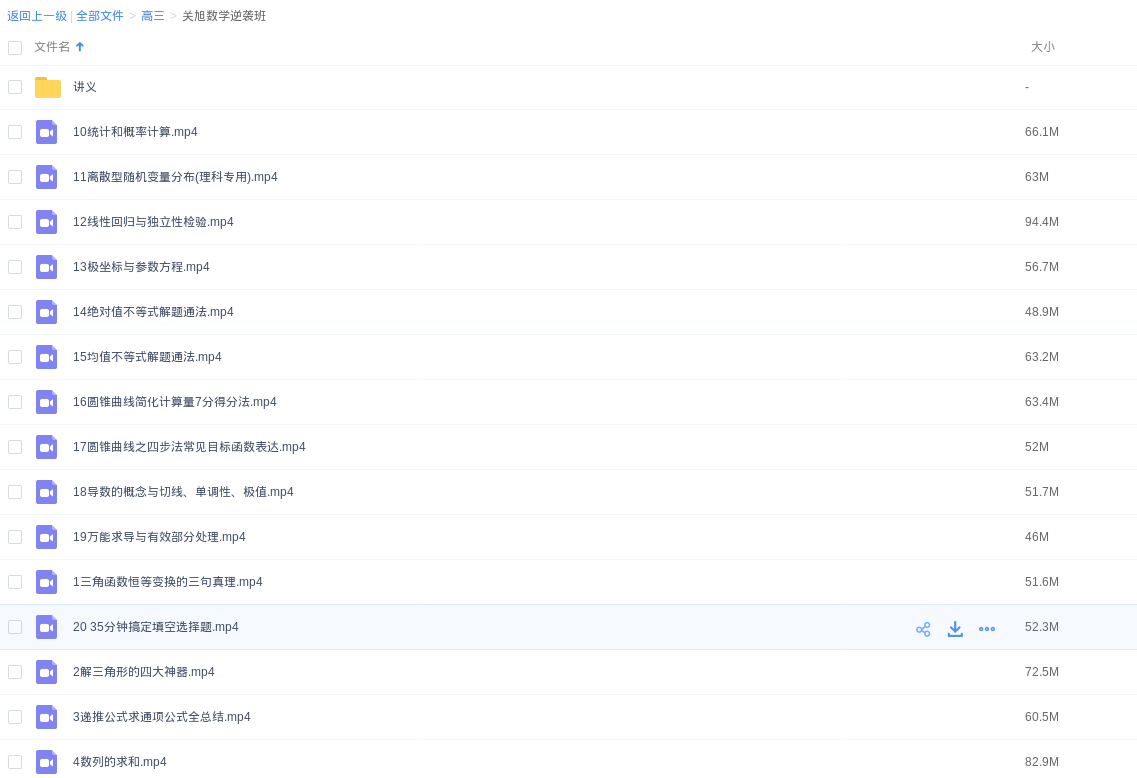 返回上一级 | 全部文件 > 高三 > 关旭数学逆袭班
文件名 大小
讲义 -
10统计和概率计算.mp4 66.1M
11离散型随机变量分布(理科专用).mp4 63M
12线性回归与独立性检验.mp4 94.4M
13极坐标与参数方程.mp4 56.7M
14绝对值不等式解题通法.mp4 48.9M
15均值不等式解题通法.mp4 63.2M
16圆锥曲线简化计算量7分得分法.mp4 63.4M
17圆锥曲线之四步法常见目标函数表达.mp4 52M
18导数的概念与切线、单调性、极值.mp4 51.7M
19万能求导与有效部分处理.mp4 46M
1三角函数恒等变换的三句真理.mp4 51.6M
20 35分钟搞定填空选择题.mp4 52.3M
2解三角形的四大神器.mp4 72.5M
3递推公式求通项公式全总结.mp4 60.5M
4数列的求和.mp4 82.9M